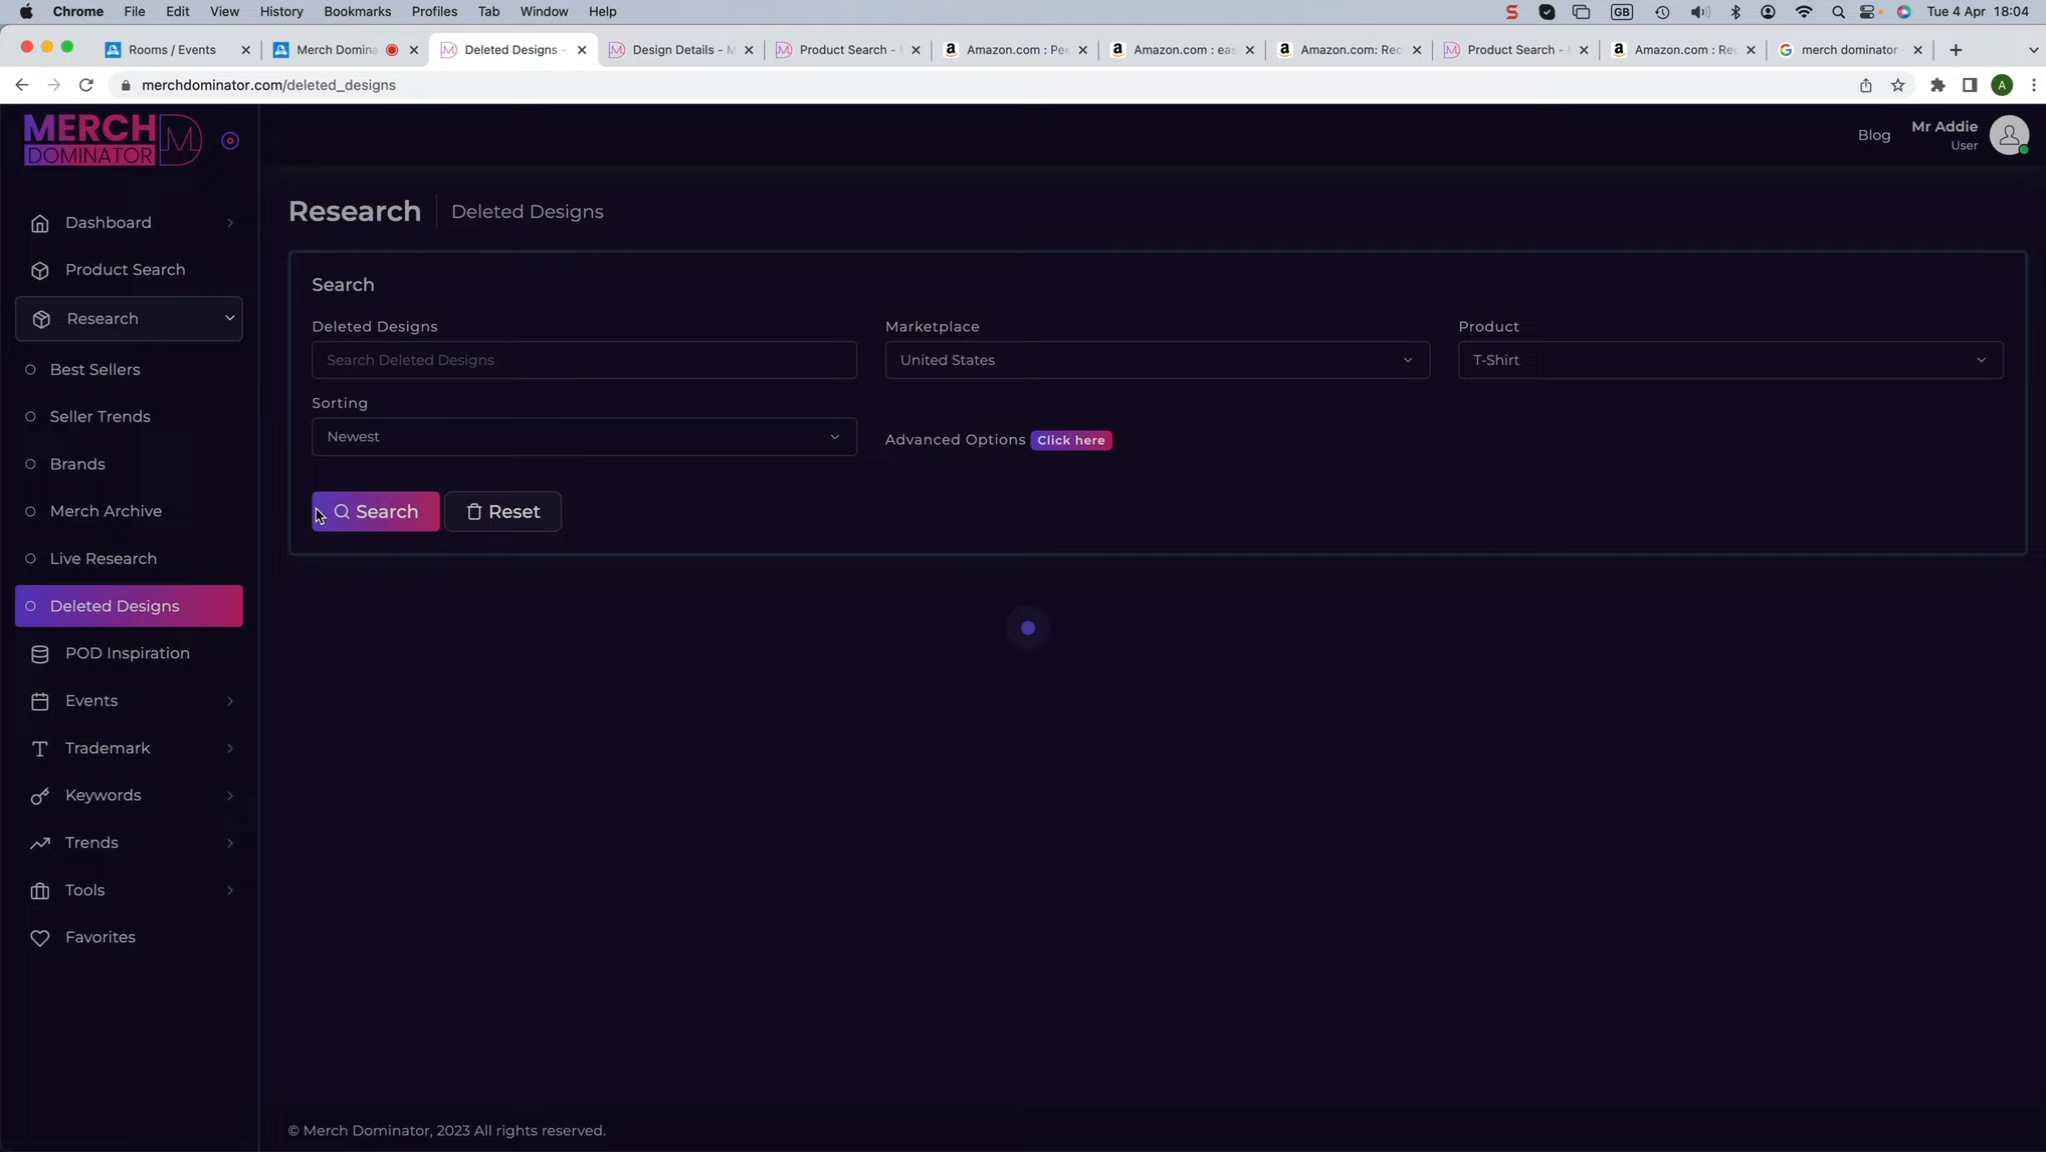 Chrome File Edit View History Bookmarks Profiles Tab Window Help S GB Tue 4 Apr 18:04
Rooms / Events Merch Domina Deleted Designs - Design Details - M Product Search - Amazon.com : Pee Amazon.com : eas Amazon.com: Rec Product Search - Amazon.com : Rec merch dominator
merchdominator.com/deleted_designs A
MERCH
DOMINATOR
Blog
Mr Addie
User
Dashboard
Product Search
Research
Best Sellers
Seller Trends
Brands
Merch Archive
Live Research
Deleted Designs
POD Inspiration
Events
Trademark
Keywords
Trends
Tools
Favorites
Research Deleted Designs
Search
Deleted Designs Marketplace Product
Search Deleted Designs United States T-Shirt
Sorting
Newest Advanced Options Click here
Search Reset
© Merch Dominator, 2023 All rights reserved.